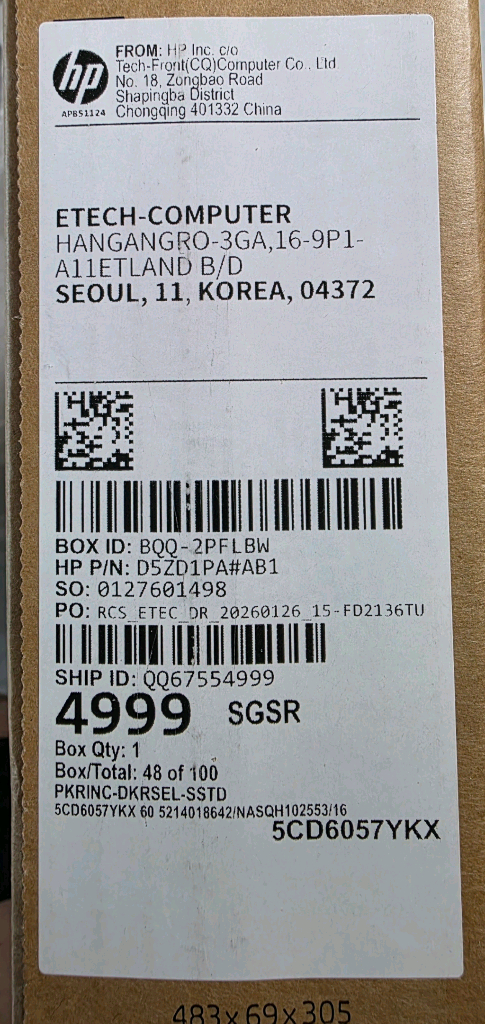 hp
APBS1124
FROM: HP Inc. c/o
Tech-Front(CQ)Computer Co., Ltd
No. 18, Zongbao Road
Shapingba District
Chongqing 401332 China
ETECH-COMPUTER
HANGANGRO-3GA,16-9P1-
A11ETLAND B/D
SEOUL, 11, KOREA, 04372
BOX ID: BQQ-2PFLBW
HP P/N: D5ZD1PA#AB1
SO: 0127601498
PO: RCS_ETEC_DR_20260126_15-FD2136TU
SHIP ID: QQ67554999
4999 SGSR
Box Qty: 1
Box/Total: 48 of 100
PKRINC-DKRSEL-SSTD
5CD6057YKX 60 5214018642/NASQH102553/16
5CD6057YKX
483x69x305